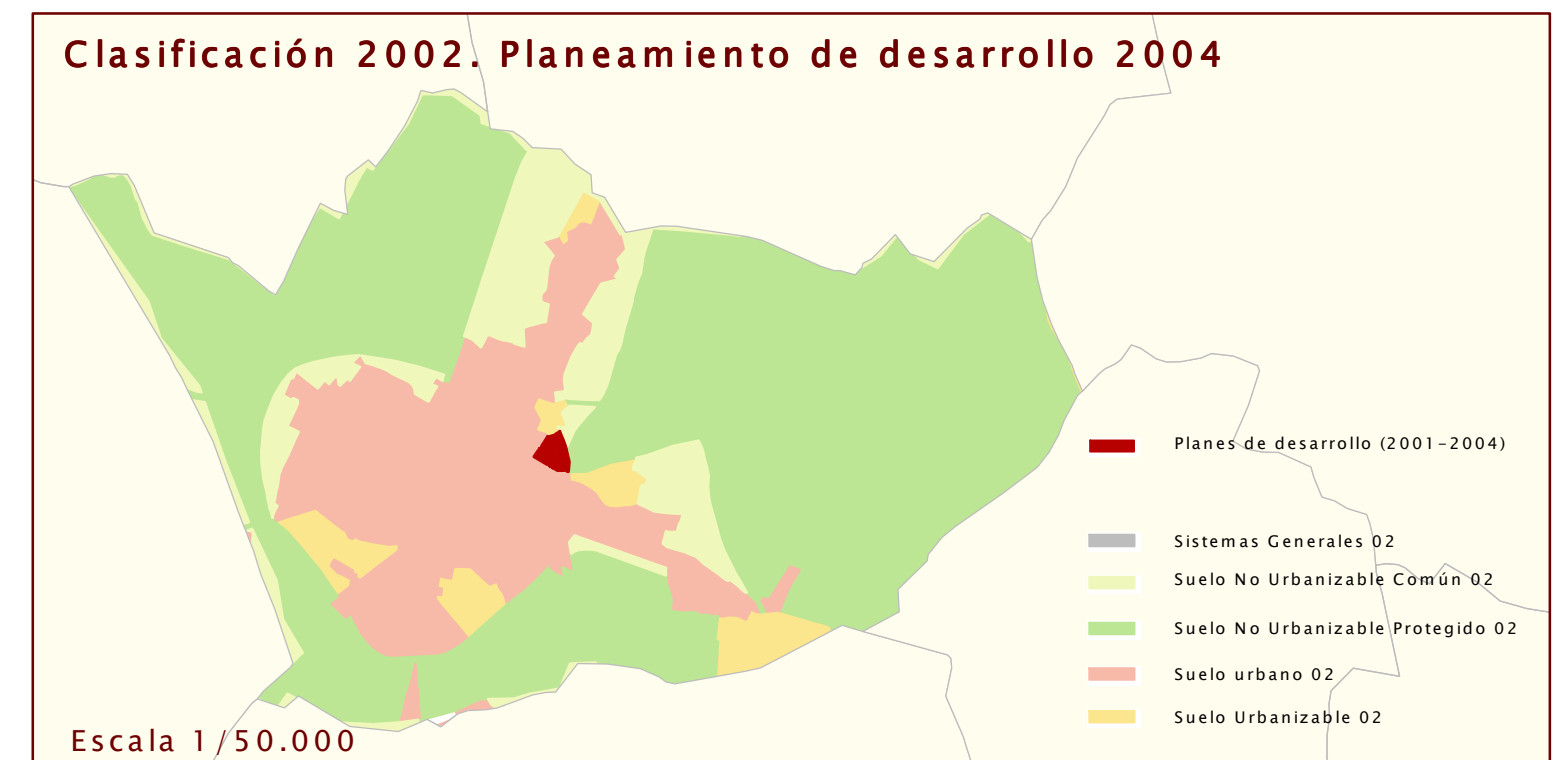 Clasificación 2002. Planeamiento de desarrollo 2004
Planes de desarrollo (2001-2004)
Sistemas Generales 02
Suelo No Urbanizable Común 02
Suelo No Urbanizable Protegido 02
Suelo urbano 02
Suelo Urbanizable 02
Escala 1/50.000